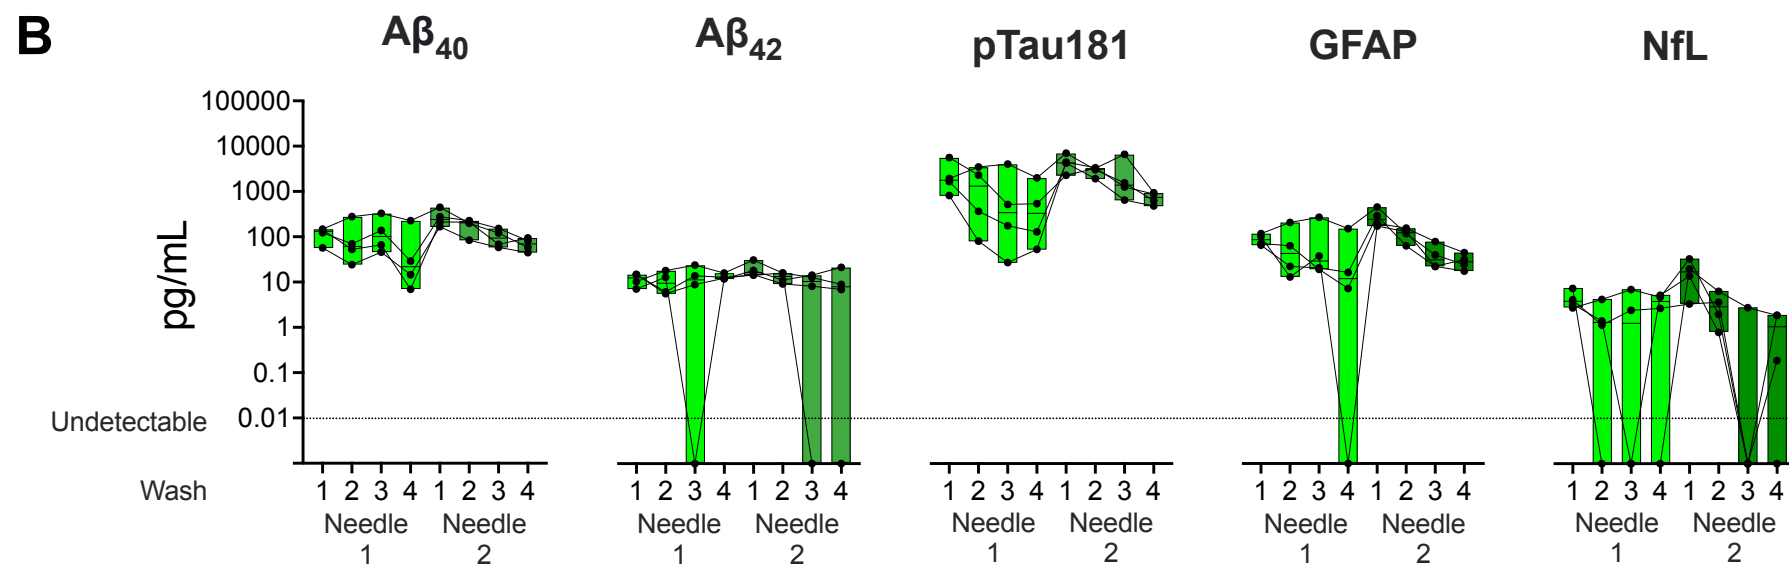 B
Aβ40 Aβ42 pTau181 GFAP NfL
pg/mL
100000
10000
1000
100
10
1
0.1
Undetectable 0.01
Wash 1 2 3 4 1 2 3 4 1 2 3 4 1 2 3 4 1 2 3 4 1 2 3 4 1 2 3 4 1 2 3 4 1 2 3 4 1 2 3 4
Needle Needle Needle Needle Needle Needle Needle Needle Needle Needle
1 2 1 2 1 2 1 2 1 2